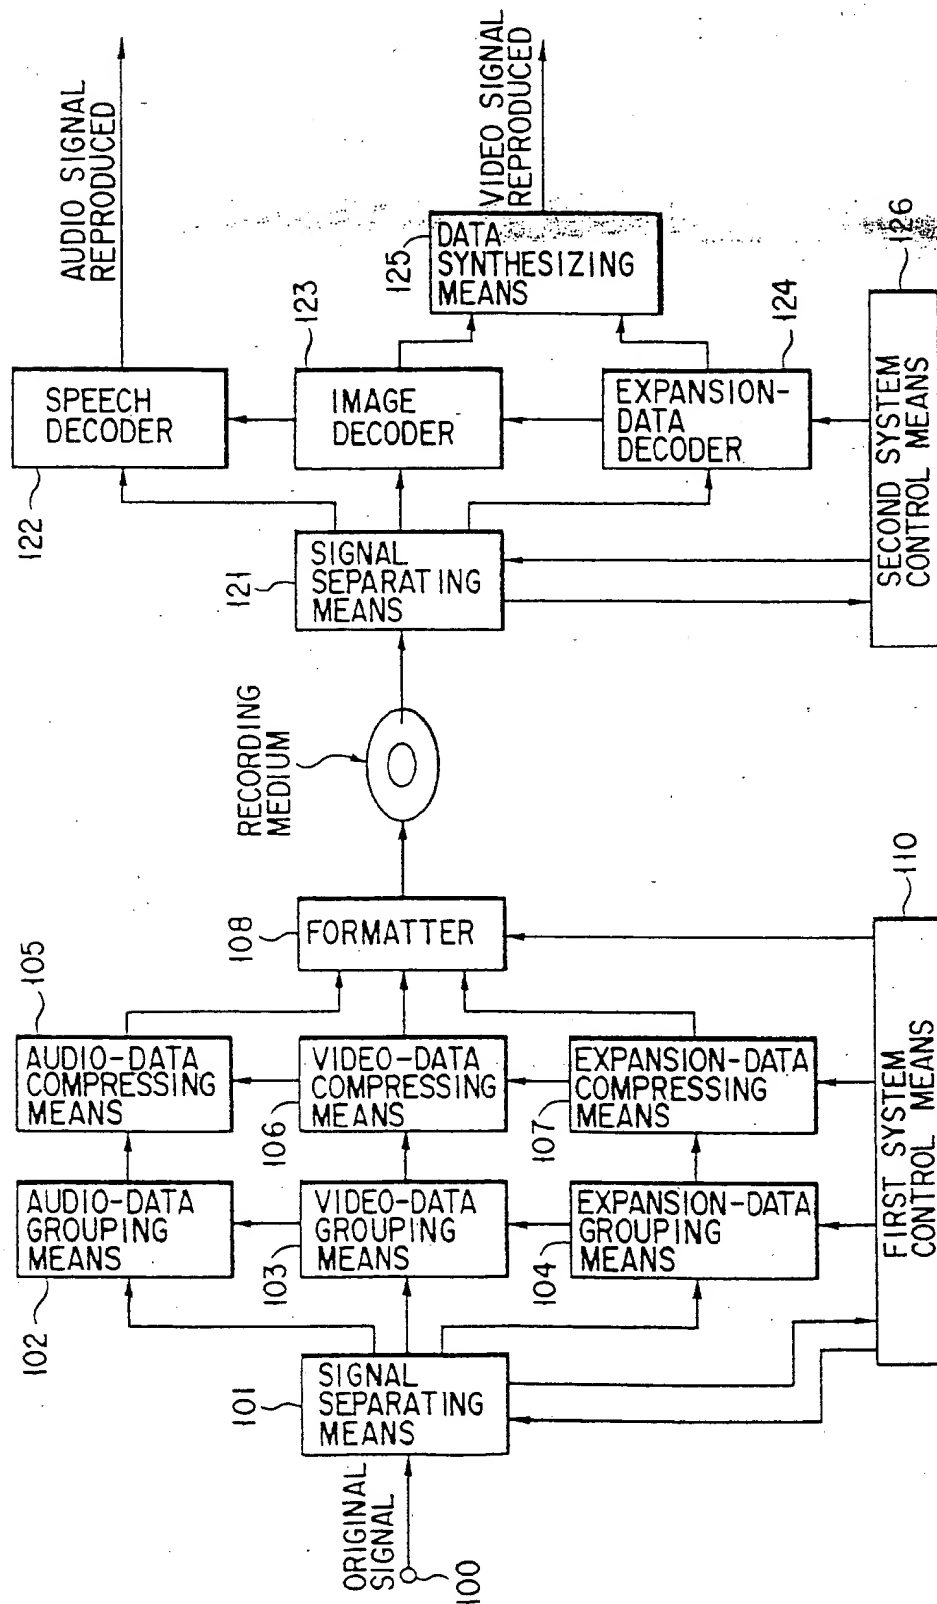 ORIGINAL
SIGNAL
100
101
SIGNAL
SEPARATING
MEANS
102
AUDIO-DATA
GROUPING
MEANS
103
VIDEO-DATA
GROUPING
MEANS
104
EXPANSION-DATA
GROUPING
MEANS
105
AUDIO-DATA
COMPRESSING
MEANS
106
VIDEO-DATA
COMPRESSING
MEANS
107
EXPANSION-DATA
COMPRESSING
MEANS
108
FORMATTER
FIRST SYSTEM
CONTROL MEANS
110
RECORDING
MEDIUM
121
SIGNAL
SEPARATING
MEANS
122
SPEECH
DECODER
123
IMAGE
DECODER
124
EXPANSION-
DATA
DECODER
125
DATA
SYNTHESIZING
MEANS
SECOND SYSTEM
CONTROL MEANS
126
AUDIO SIGNAL
REPRODUCED
VIDEO SIGNAL
REPRODUCED